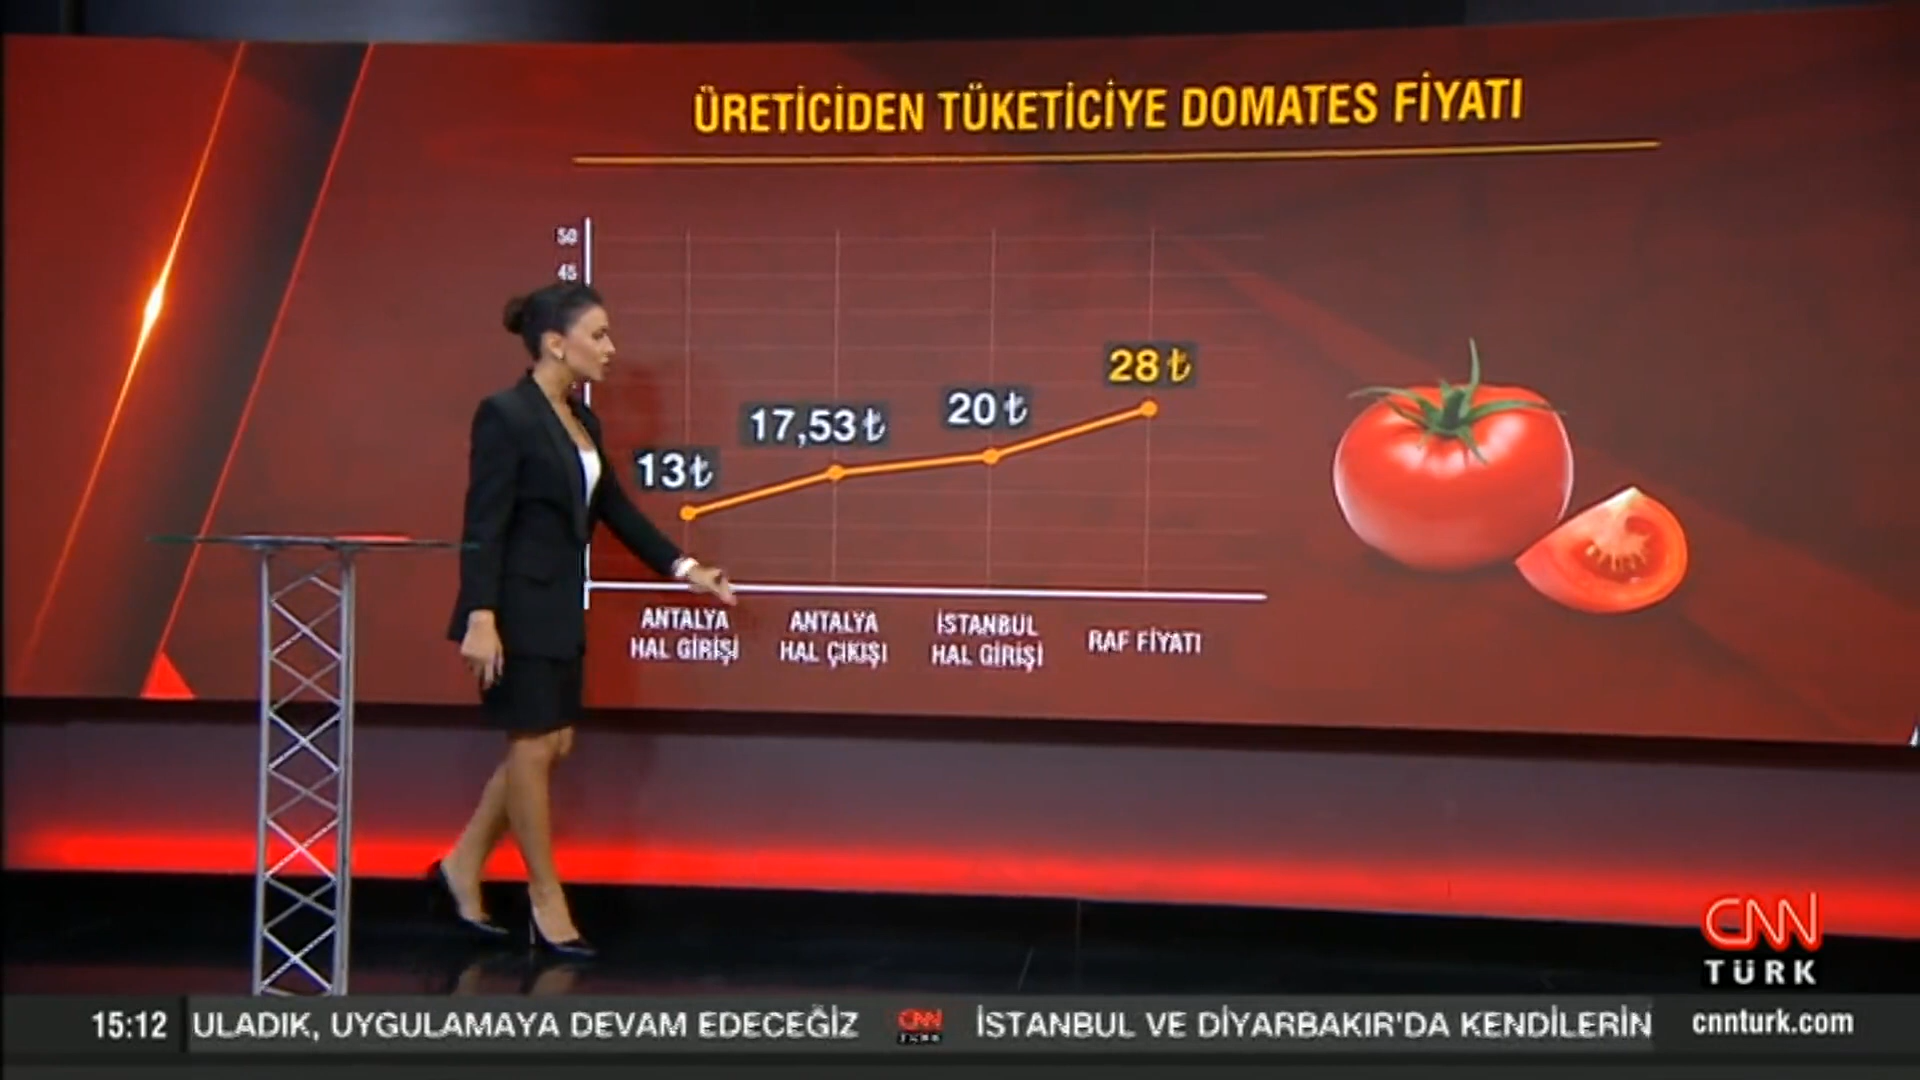 ÜRETİCİDEN TÜKETİCİYE DOMATES FİYATI
50
45
13₺
17,53₺
20₺
28₺
ANTALYA
HAL GİRİŞİ
ANTALYA
HAL ÇIKIŞI
İSTANBUL
HAL GİRİŞİ
RAF FİYATI
CNN
TÜRK
15:12 ULADIK, UYGULAMAYA DEVAM EDECEĞİZ CNN TÜRK İSTANBUL VE DİYARBAKIR'DA KENDİLERİN cnnturk.com